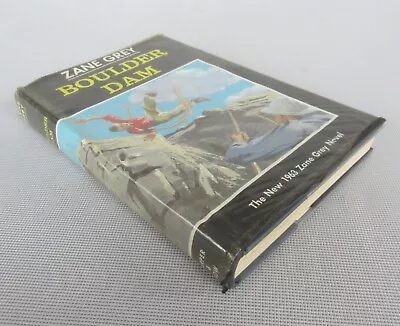 ZANE GREY
BOULDER
DAM
The New 1963 Zane Grey Novel